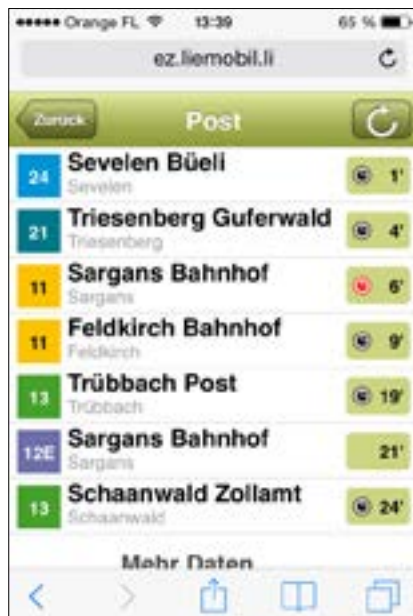 Orange FL 13:39 65 %
ez.liemobil.li
Zurück Post
24 Sevelen Büeli 1'
Sevelen
21 Triesenberg Guferwald 4'
Triesenberg
11 Sargans Bahnhof 6'
Sargans
11 Feldkirch Bahnhof 9'
Feldkirch
13 Trübbach Post 19'
Trübbach
12E Sargans Bahnhof 21'
Sargans
13 Schaanwald Zollamt 24'
Schaanwald
Mehr Daten